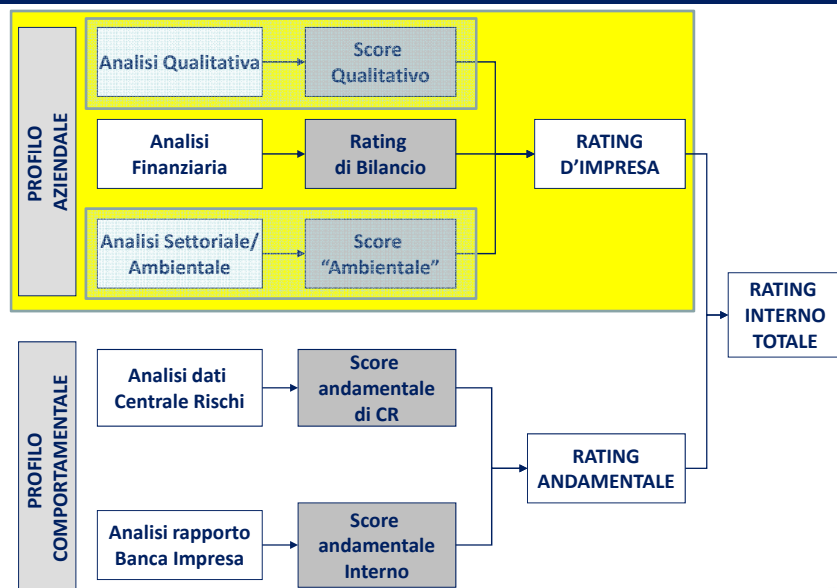 PROFILO
AZIENDALE
Analisi Qualitativa
Score
Qualitativo
Analisi
Finanziaria
Rating
di Bilancio
RATING
D'IMPRESA
Analisi Settoriale/
Ambientale
Score
“Ambientale”
RATING
INTERNO
TOTALE
PROFILO
COMPORTAMENTALE
Analisi dati
Centrale Rischi
Score
andamentale
di CR
RATING
ANDAMENTALE
Analisi rapporto
Banca Impresa
Score
andamentale
Interno